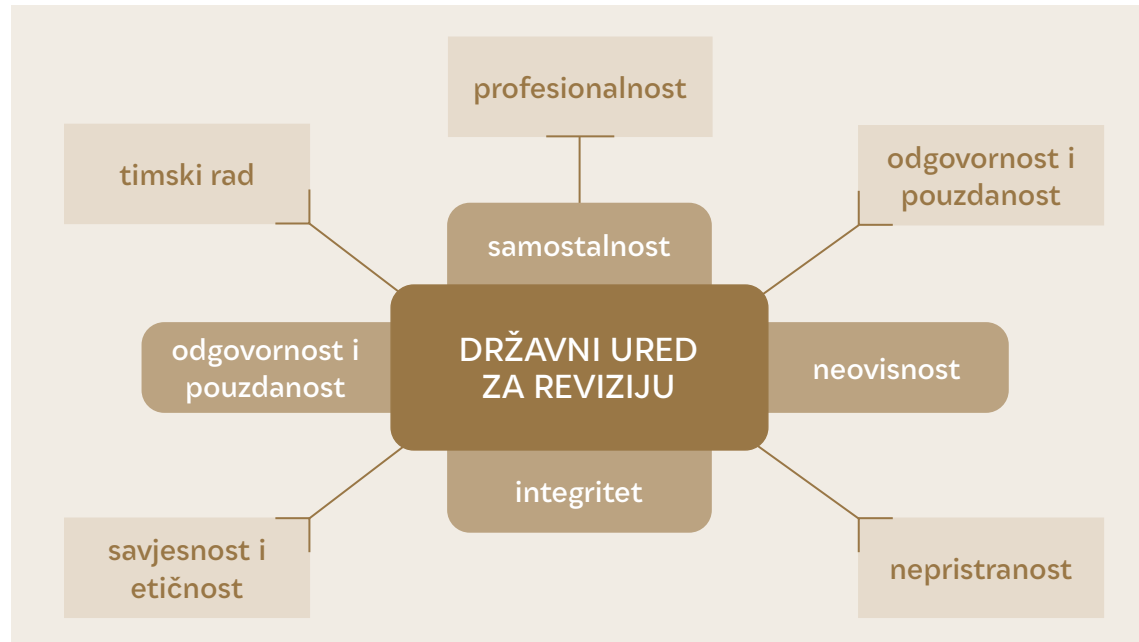 profesionalnost
timski rad
odgovornost i
pouzdanost
samostalnost
odgovornost i
pouzdanost
DRŽAVNI URED
ZA REVIZIJU
neovisnost
integritet
savjesnost i
etičnost
nepristranost